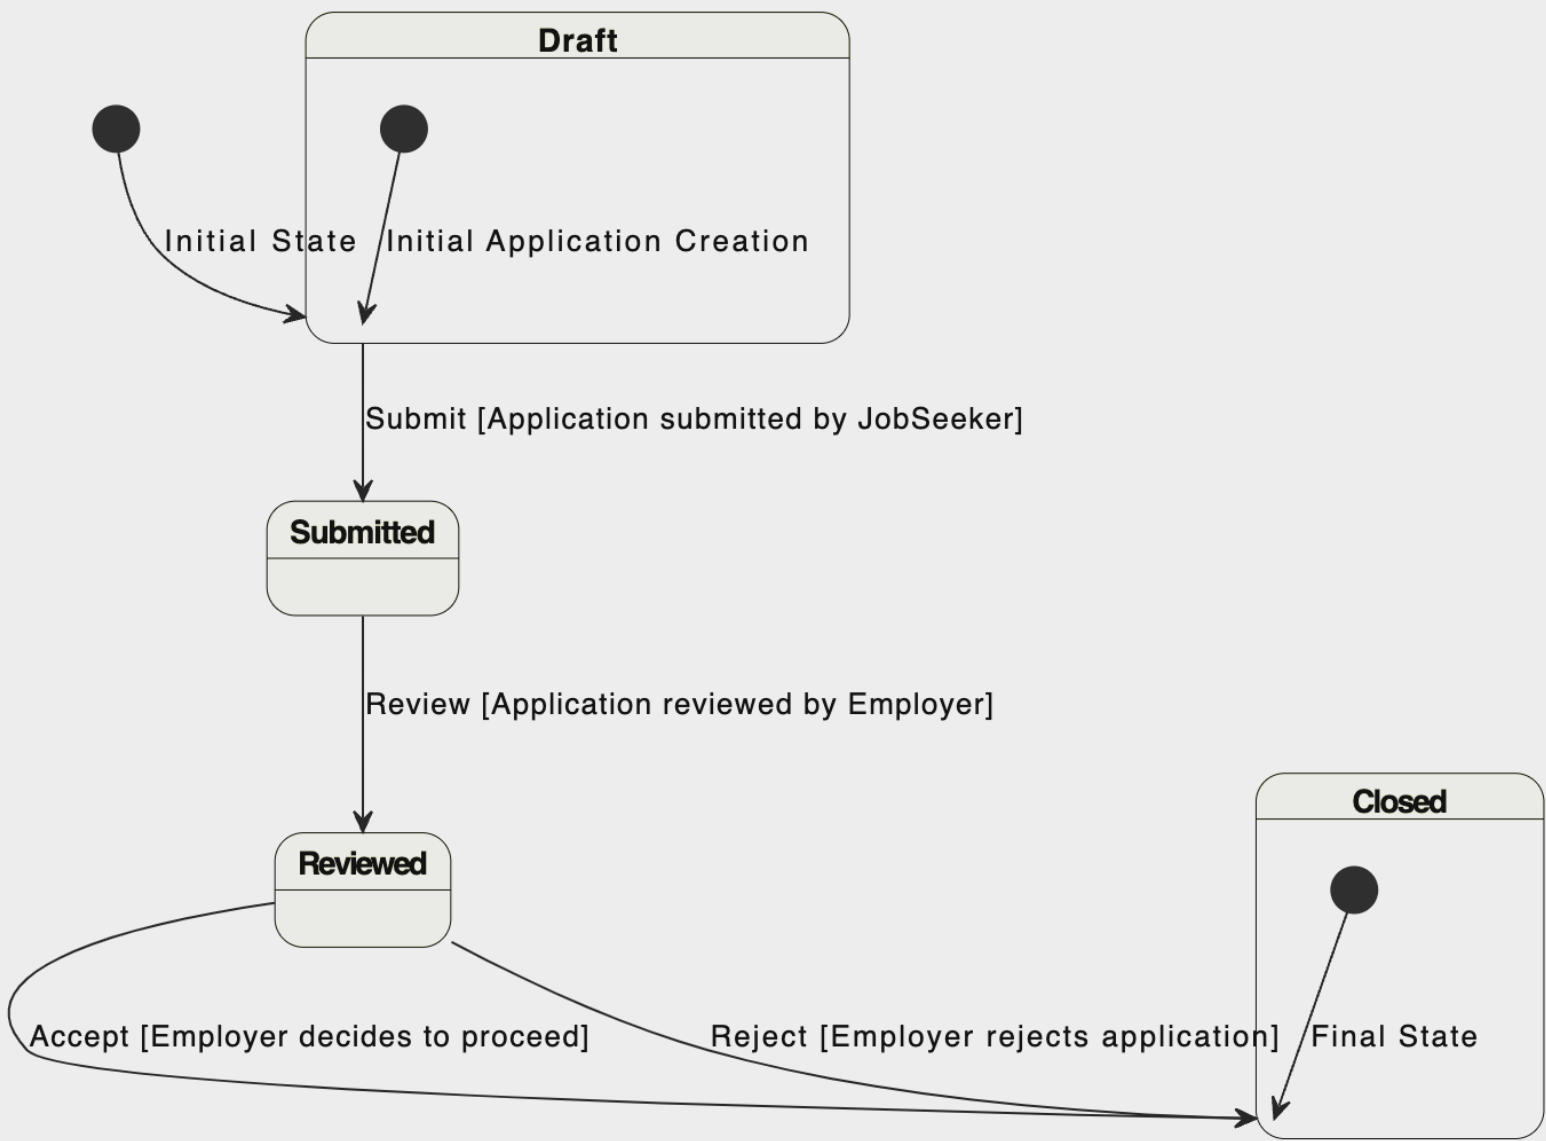 Draft
Initial State
Initial Application Creation
Submit [Application submitted by JobSeeker]
Submitted
Review [Application reviewed by Employer]
Closed
Reviewed
Accept [Employer decides to proceed]
Reject [Employer rejects application]
Final State